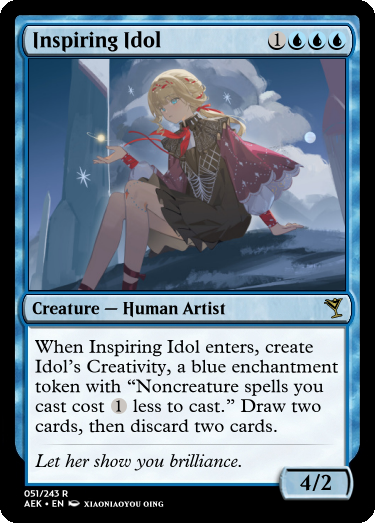 Inspiring Idol 1
Creature — Human Artist
When Inspiring Idol enters, create
Idol's Creativity, a blue enchantment
token with “Noncreature spells you
cast cost 1 less to cast.” Draw two
cards, then discard two cards.
Let her show you brilliance.
4/2
051/243 R
AEK • EN XIAONIAOYOU QING